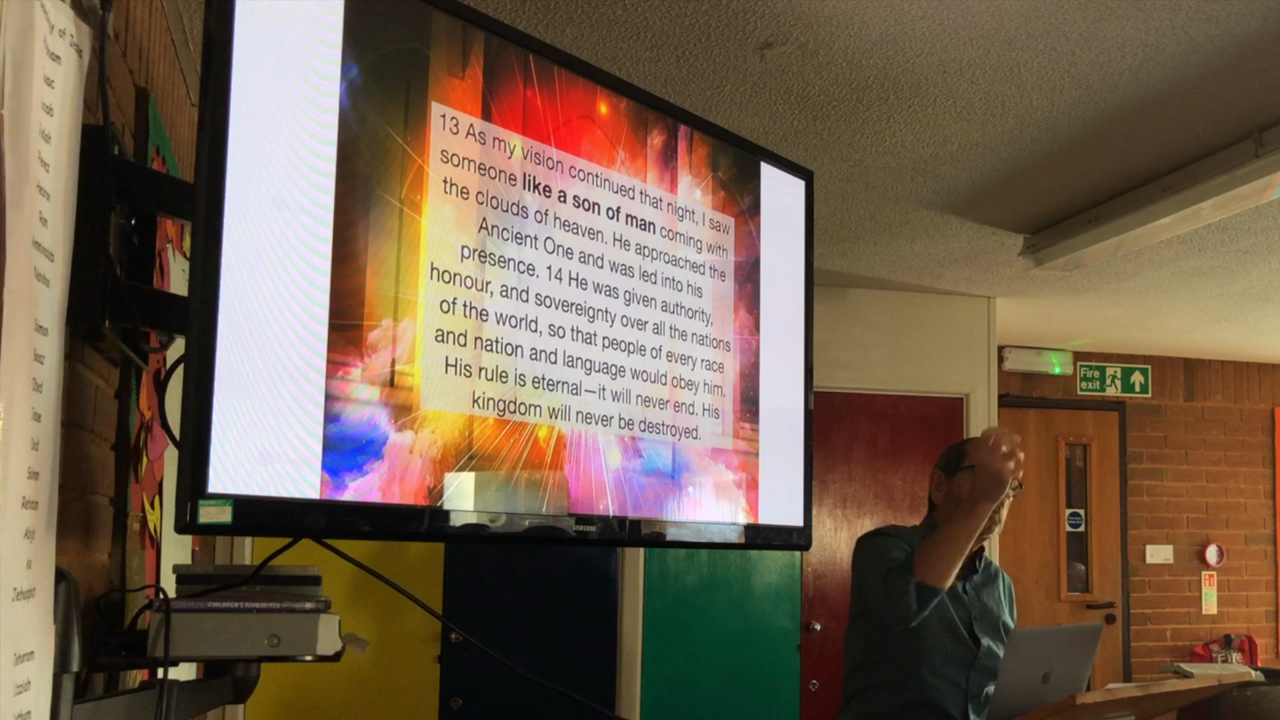 13 As my vision continued that night, I saw
someone like a son of man coming with
the clouds of heaven. He approached the
Ancient One and was led into his
presence. 14 He was given authority,
honour, and sovereignty over all the nations
of the world, so that people of every race
and nation and language would obey him.
His rule is eternal—it will never end. His
kingdom will never be destroyed.
SAMSUNG
Fire
exit
CHILDREN'S
Fire